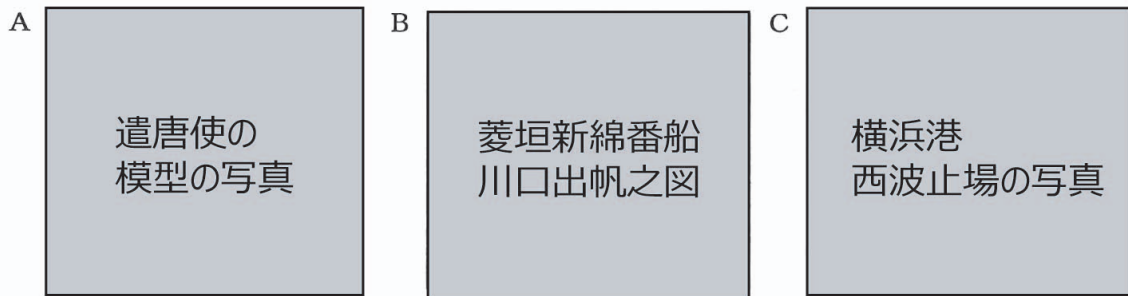 A
遣唐使の
模型の写真
B
菱垣新綿番船
川口出帆之図
C
横浜港
西波止場の写真